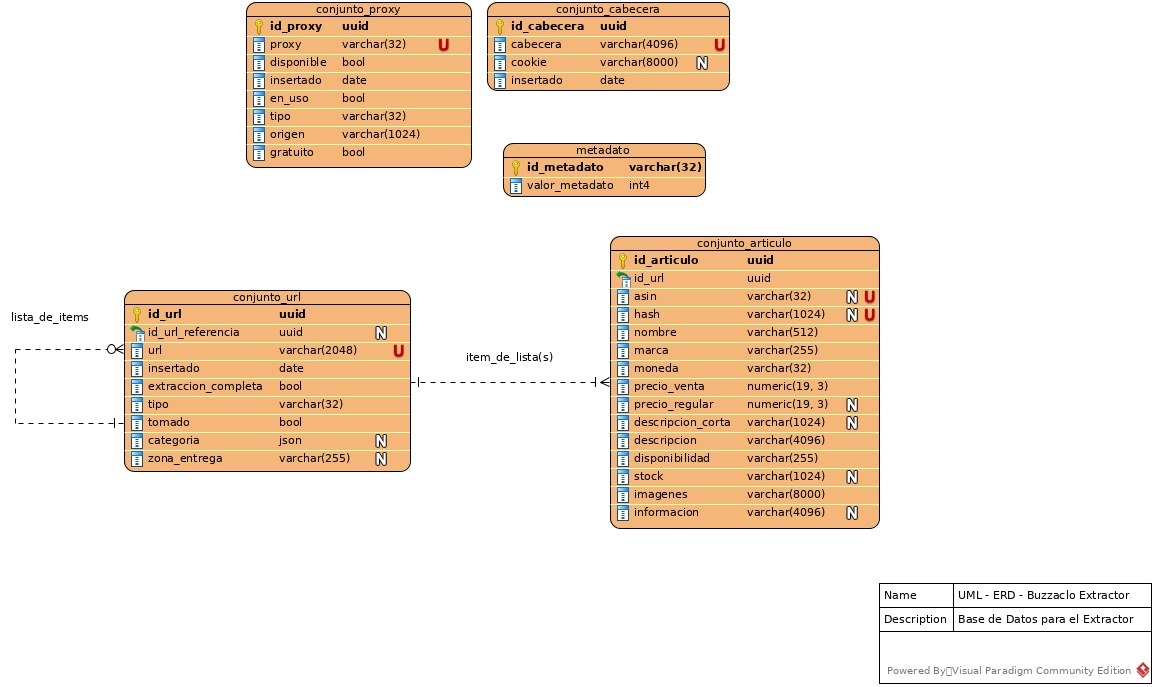 conjunto_proxy
id_proxy uuid
proxy varchar(32) U
disponible bool
insertado date
en_uso bool
tipo varchar(32)
origen varchar(1024)
gratuito bool
conjunto_cabecera
id_cabecera uuid
cabecera varchar(4096) U
cookie varchar(8000) N
insertado date
metadato
id_metadato varchar(32)
valor_metadato int4
lista_de_items
conjunto_url
id_url uuid
id_url_referencia uuid N
url varchar(2048) U
insertado date
extraccion_completa bool
tipo varchar(32)
tomado bool
categoria json N
zona_entrega varchar(255) N
item_de_lista(s)
conjunto_articulo
id_articulo uuid
id_url uuid
asin varchar(32) N U
hash varchar(1024) N U
nombre varchar(512)
marca varchar(255)
moneda varchar(32)
precio_venta numeric(19, 3)
precio_regular numeric(19, 3) N
descripcion_corta varchar(1024) N
descripcion varchar(4096)
disponibilidad varchar(255)
stock varchar(1024) N
imagenes varchar(8000)
informacion varchar(4096) N
Name UML - ERD - Buzzaclo Extractor
Description Base de Datos para el Extractor
Powered By Visual Paradigm Community Edition